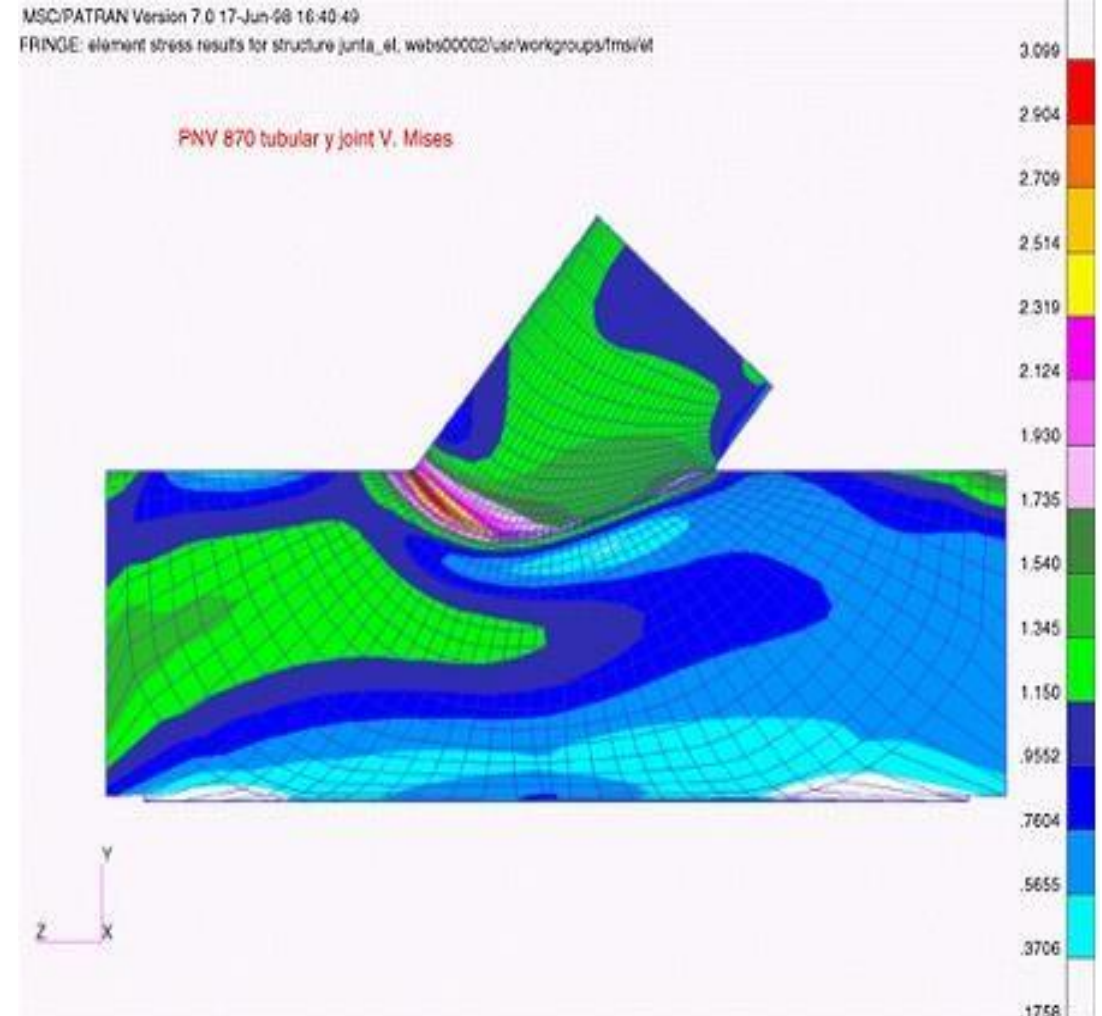 MSC/PATRAN Version 7.0 17-Jun-98 16:40:49
FRINGE: element stress results for structure junta_el, webs00002/usr/workgroups/fmsi/el
PNV 870 tubular y joint V. Mises
3.099
2.904
2.709
2.514
2.319
2.124
1.930
1.735
1.540
1.345
1.150
.9552
.7604
.5655
.3706
.1758
Y
Z
X